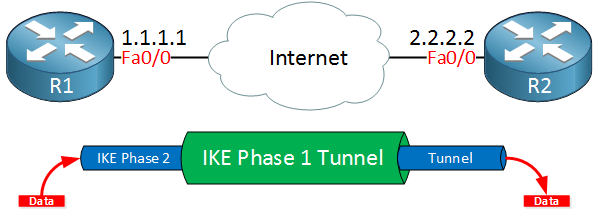 1.1.1.1
Fa0/0
R1
Internet
2.2.2.2
Fa0/0
R2
IKE Phase 2
IKE Phase 1 Tunnel
Tunnel
Data
Data